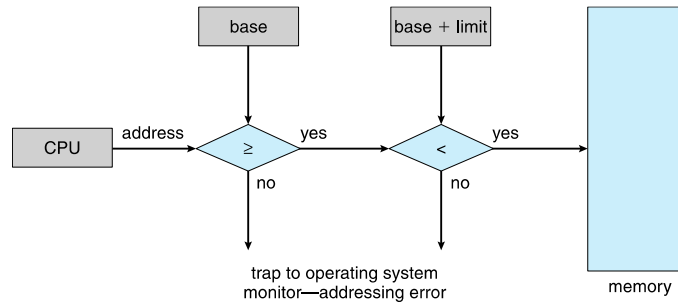 base
base + limit
CPU
address
≥
yes
<
yes
no
no
trap to operating system
monitor—addressing error
memory